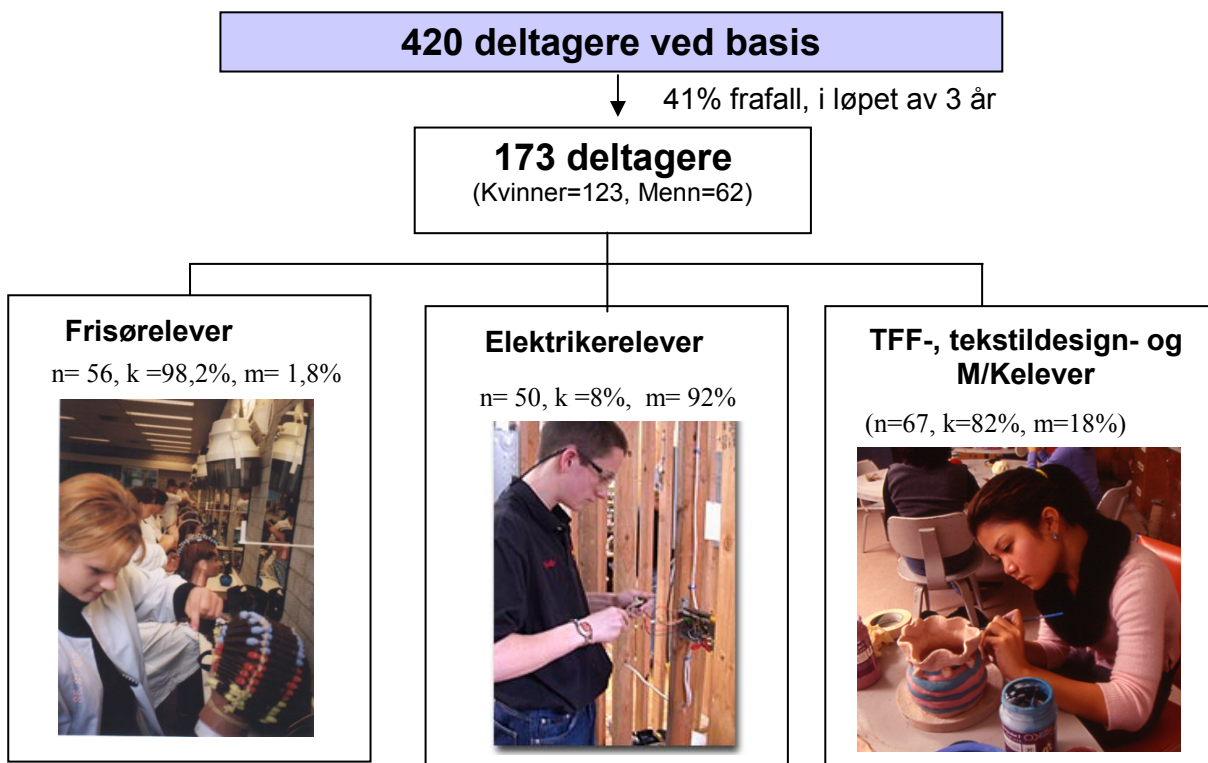 420 deltagere ved basis
41% frafall, i løpet av 3 år
173 deltagere
(Kvinner=123, Menn=62)
Frisørelever
n= 56, k =98,2%, m= 1,8%
Elektrikerelever
n= 50, k =8%, m= 92%
TFF-, tekstildesign- og
M/Kelever
(n=67, k=82%, m=18%)